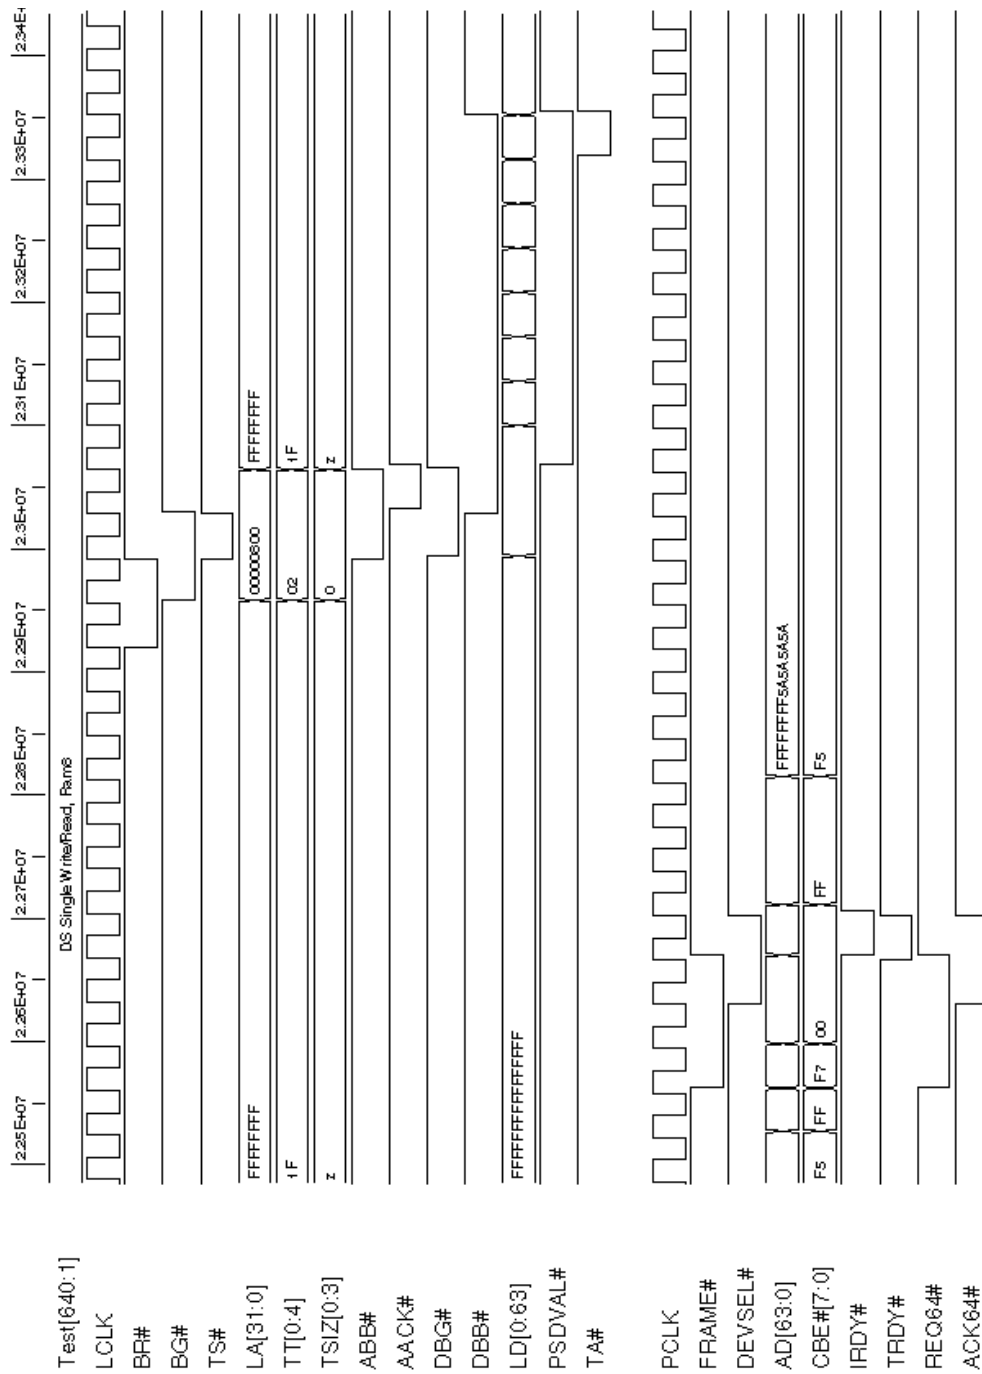 2.25E+07 2.26E+07 2.27E+07 2.28E+07 2.29E+07 2.3E+07 2.31E+07 2.32E+07 2.33E+07 2.34E+
Test[640:1] DS Single Write/Read, Ram6
LCLK
BR#
BG#
TS#
LA[31:0] FFFFFFFF 00000800 FFFFFFFF
TT[0:4] 1F 02 1F
TSIZ[0:3] z 0 z
ABB#
AACK#
DBG#
DBB#
LD[0:63] FFFFFFFFFFFFFFFF
PSDVAL#
TA#
PCLK
FRAME#
DEVSEL#
AD[63:0] FFFFFFFF5A5A5A5A
CBE#[7:0] F5 FF F7 00 FF F5
IRDY#
TRDY#
REQ64#
ACK64#